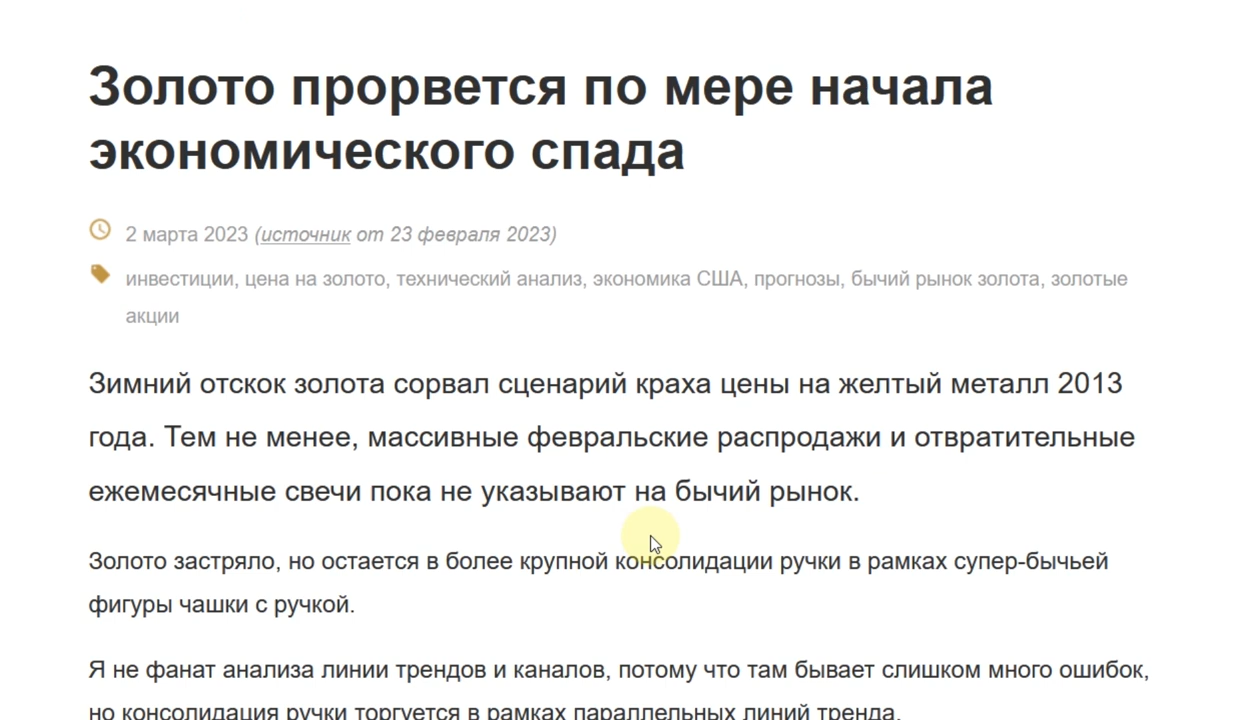 Золото прорвется по мере начала
экономического спада
2 марта 2023 (источник от 23 февраля 2023)
инвестиции, цена на золото, технический анализ, экономика США, прогнозы, бычий рынок золота, золотые
акции
Зимний отскок золота сорвал сценарий краха цены на желтый металл 2013
года. Тем не менее, массивные февральские распродажи и отвратительные
ежемесячные свечи пока не указывают на бычий рынок.
Золото застряло, но остается в более крупной консолидации ручки в рамках супер-бычьей
фигуры чашки с ручкой.
Я не фанат анализа линии трендов и каналов, потому что там бывает слишком много ошибок,
но консолидация ручки торгуется в рамках параллельных линий тренда.